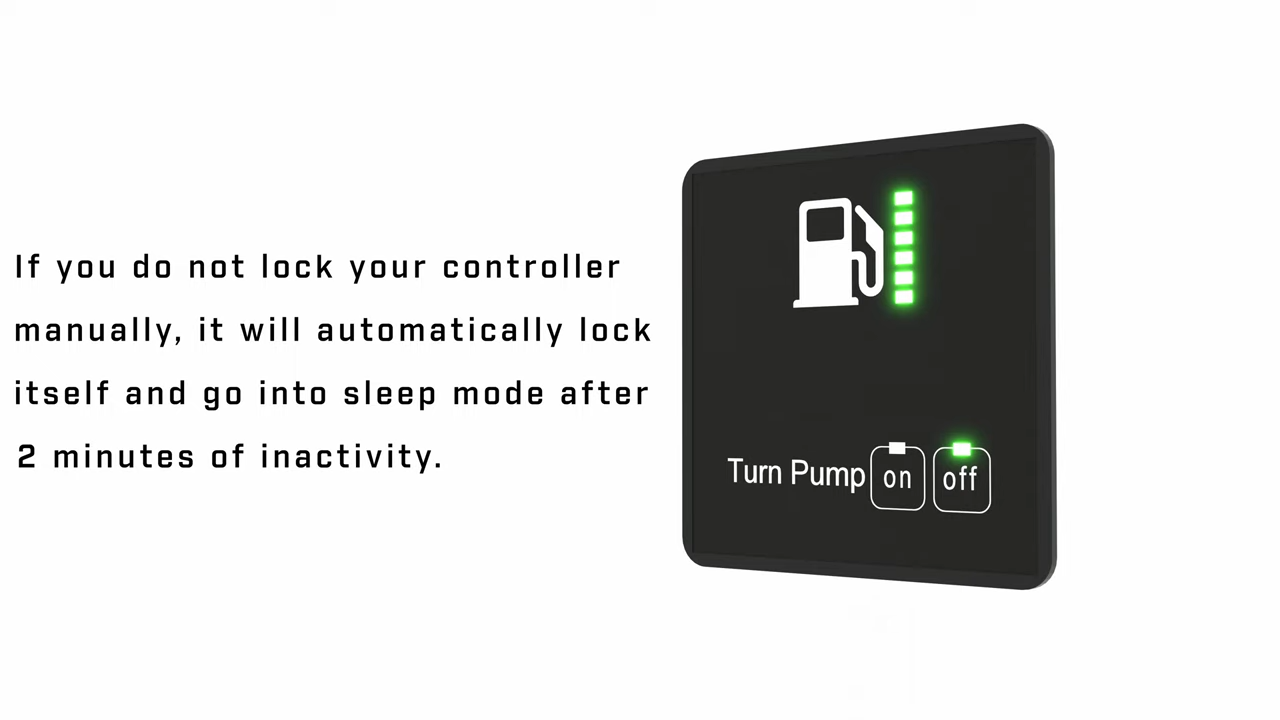 If you do not lock your controller
manually, it will automatically lock
itself and go into sleep mode after
2 minutes of inactivity.
Turn Pump on off